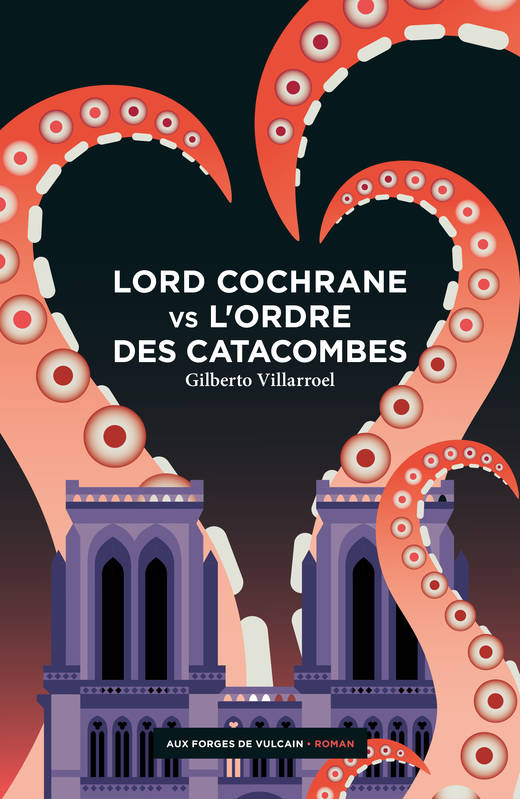 LORD COCHRANE
VS L'ORDRE
DES CATACOMBES
Gilberto Villarroel
AUX FORGES DE VULCAIN • ROMAN